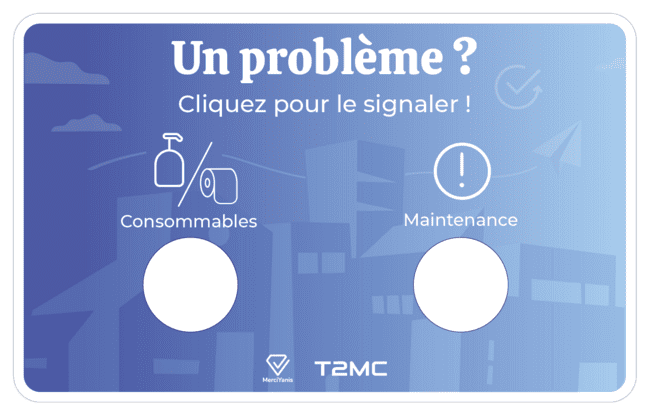 Un problème ?
Cliquez pour le signaler !
Consommables
Maintenance
MerciYanis
T2MC